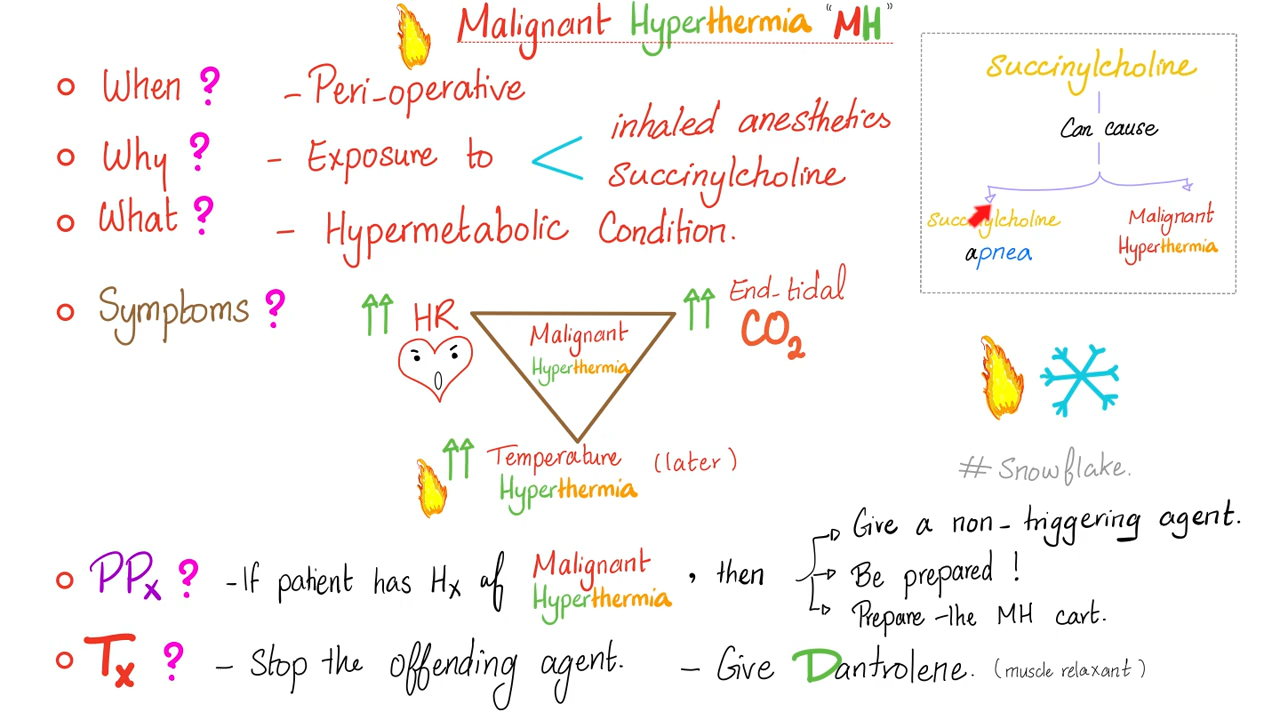 Malignant Hyperthermia "MH"
When ? - Peri-operative
Why ? - Exposure to
inhaled anesthetics
Succinylcholine
What ? - Hypermetabolic Condition.
Symptoms ?
HR
End-tidal
CO2
Malignant
Hyperthermia
Temperature (later)
Hyperthermia
PPx ? - If patient has Hx of Malignant Hyperthermia, then
Give a non-triggering agent.
Be prepared !
Prepare the MH cart.
Tx ? - Stop the offending agent. - Give Dantrolene. (muscle relaxant)
Succinylcholine
Can cause
Succinylcholine
apnea
Malignant
Hyperthermia
# Snowflake.